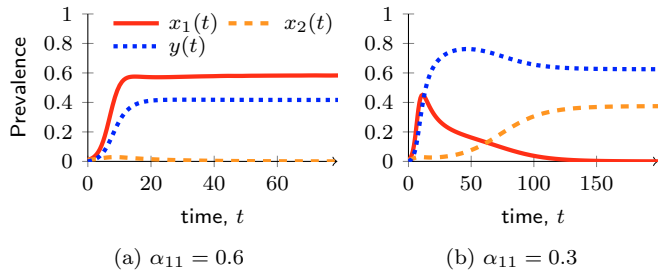 x₁(t) x₂(t)
y(t)
Prevalence
1
0.8
0.6
0.4
0.2
0
0 20 40 60
time, t
(a) α₁₁ = 0.6
1
0.8
0.6
0.4
0.2
0
0 50 100 150
time, t
(b) α₁₁ = 0.3